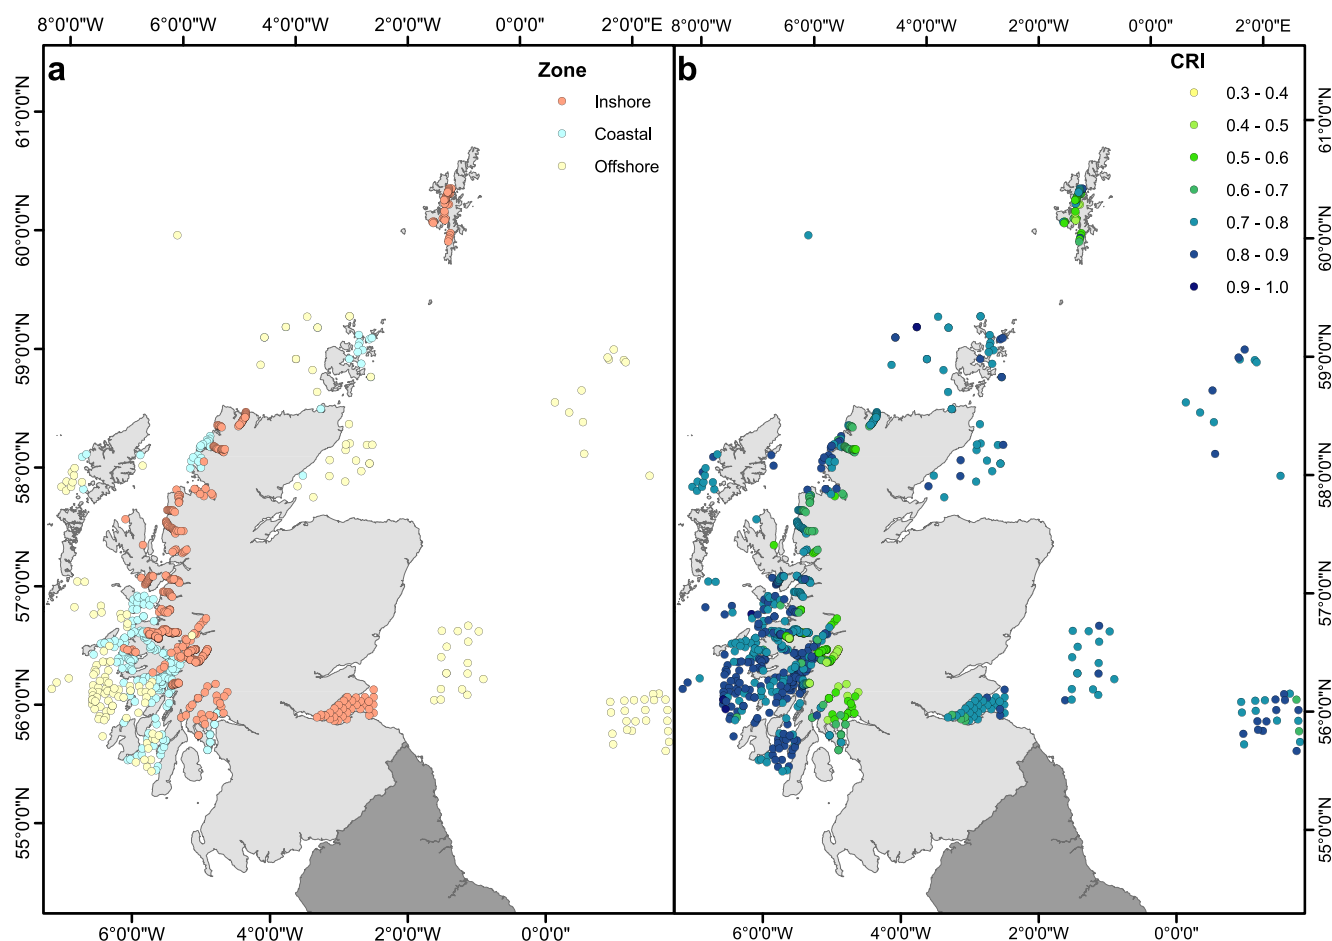 8°0'0"W 6°0'0"W 4°0'0"W 2°0'0"W 0°0'0" 2°0'0"E 8°0'0"W 6°0'0"W 4°0'0"W 2°0'0"W 0°0'0" 2°0'0"E
a
Zone
Inshore
Coastal
Offshore
b
CRI
0.3 - 0.4
0.4 - 0.5
0.5 - 0.6
0.6 - 0.7
0.7 - 0.8
0.8 - 0.9
0.9 - 1.0
61°0'0"N
60°0'0"N
59°0'0"N
58°0'0"N
57°0'0"N
56°0'0"N
55°0'0"N
61°0'0"N
60°0'0"N
59°0'0"N
58°0'0"N
57°0'0"N
56°0'0"N
55°0'0"N
6°0'0"W 4°0'0"W 2°0'0"W 0°0'0" 6°0'0"W 4°0'0"W 2°0'0"W 0°0'0"